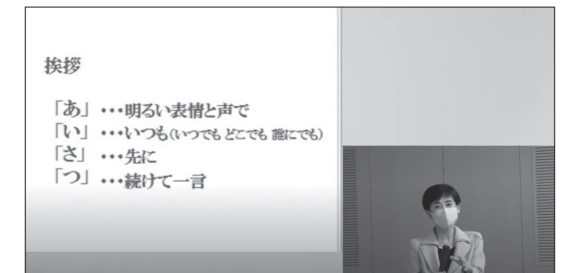 挨拶
「あ」・・・明るい表情と声で
「い」・・・いつも(いつでも どこでも 誰にでも)
「さ」・・・先に
「つ」・・・続けて一言